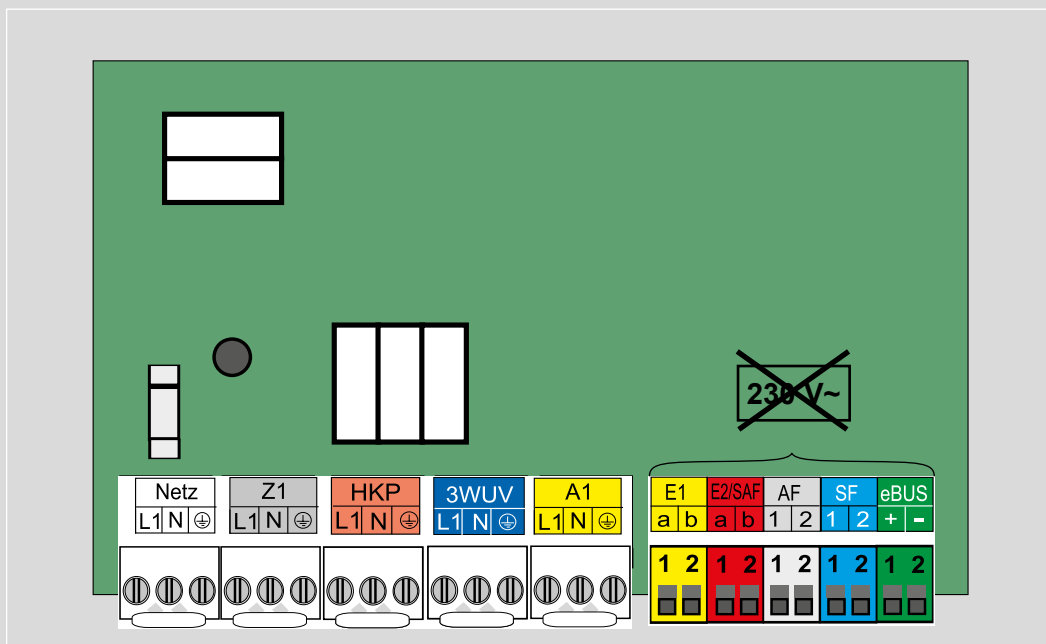 230 V~
Netz Z1 HKP 3WUV A1 E1 E2/SAF AF SF eBUS
L1 N ⏚ L1 N ⏚ L1 N ⏚ L1 N ⏚ L1 N ⏚ a b a b 1 2 1 2 + -
1 2 1 2 1 2 1 2 1 2